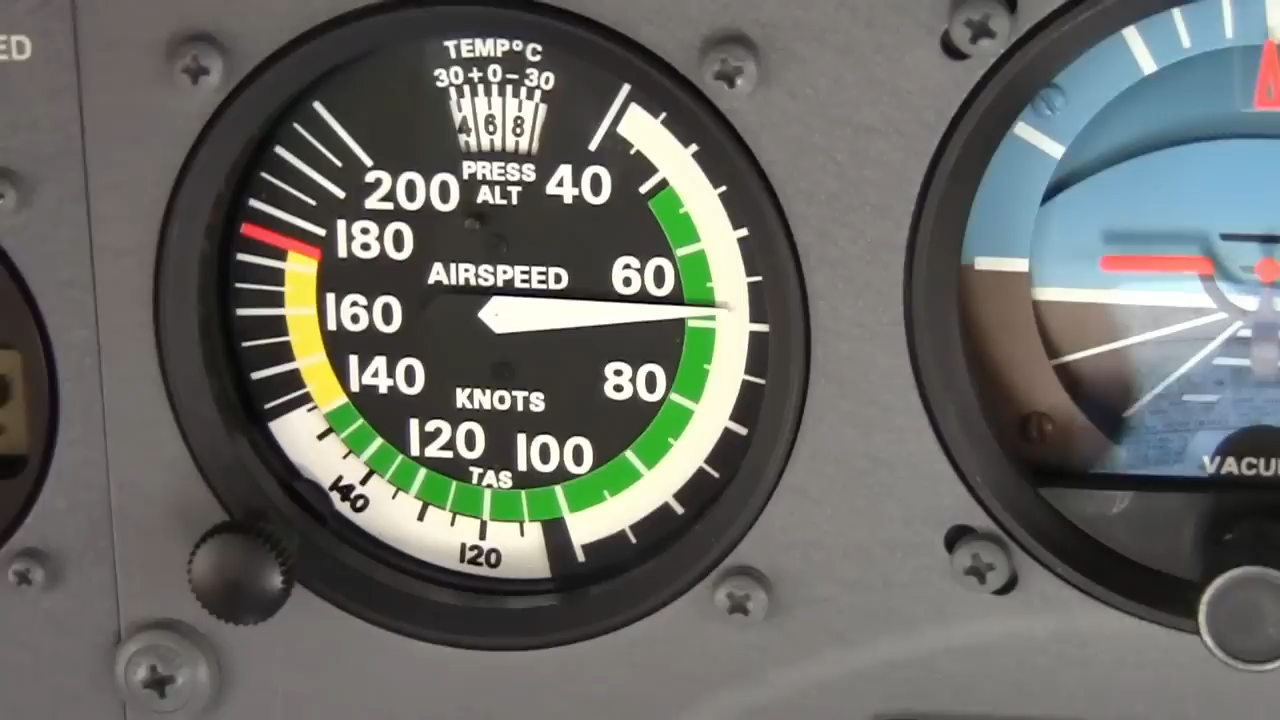 ED
TEMP°C
30+0-30
4 6 8
PRESS
ALT
200 40
180
AIRSPEED 60
160
140 80
KNOTS
120 100
TAS
140
120
VACU